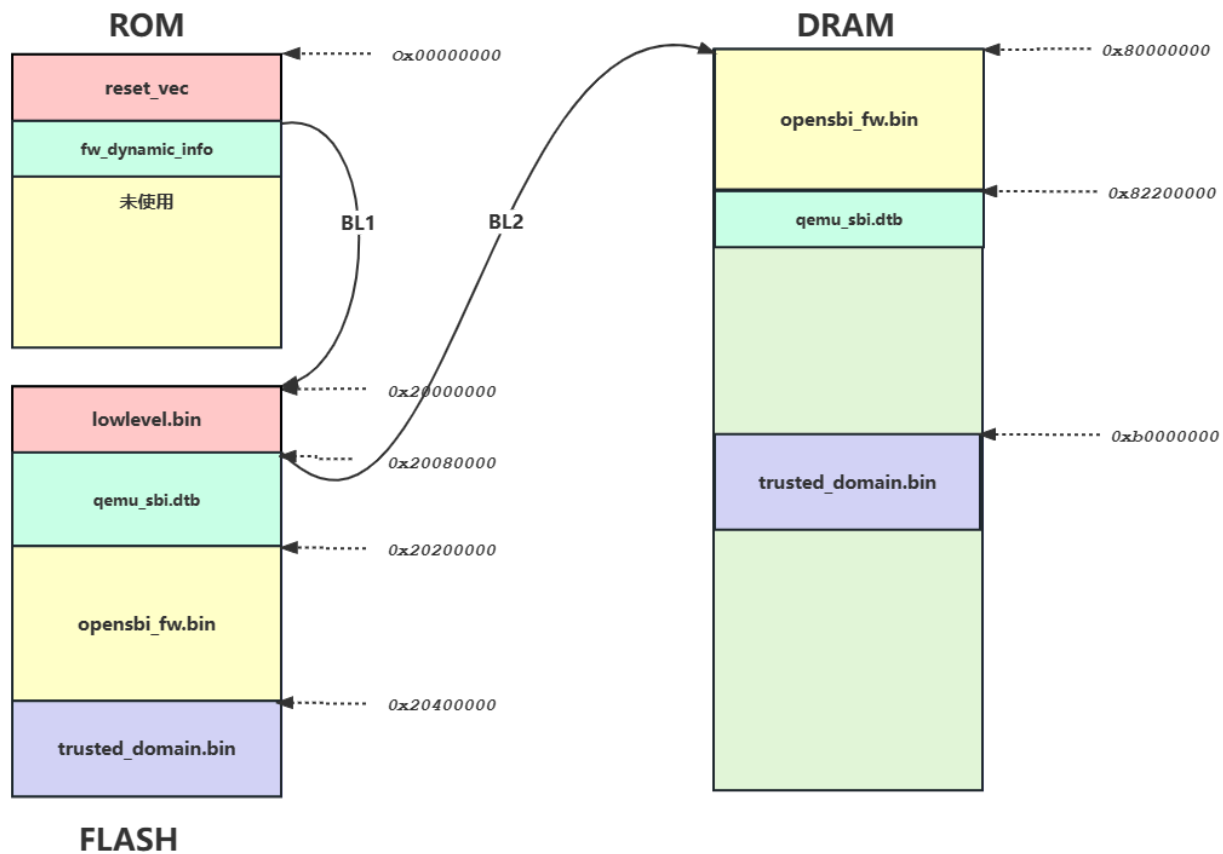 ROM
0x00000000
reset_vec
fw_dynamic_info
未使用
BL1
0x20000000
lowlevel.bin
0x20080000
qemu_sbi.dtb
0x20200000
opensbi_fw.bin
0x20400000
trusted_domain.bin
FLASH
BL2
DRAM
0x80000000
opensbi_fw.bin
0x82200000
qemu_sbi.dtb
0xb0000000
trusted_domain.bin